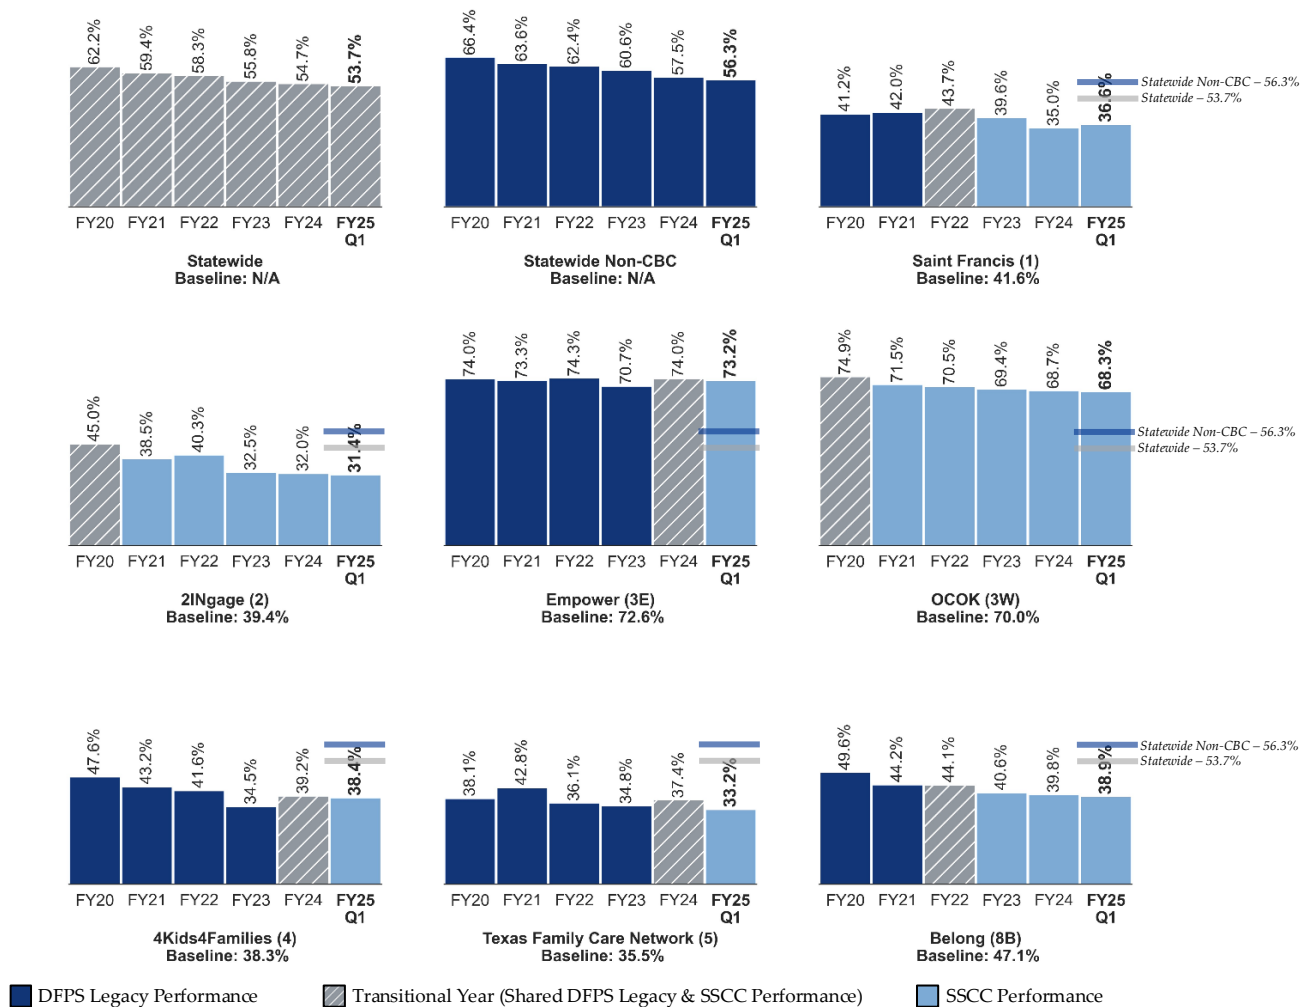 62.2% 59.4% 58.3% 55.8% 54.7% 53.7%
FY20 FY21 FY22 FY23 FY24 FY25 Q1
Statewide
Baseline: N/A
66.4% 63.6% 62.4% 60.6% 57.5% 56.3%
FY20 FY21 FY22 FY23 FY24 FY25 Q1
Statewide Non-CBC
Baseline: N/A
41.2% 42.0% 43.7% 39.6% 35.0% 36.6%
Statewide Non-CBC – 56.3%
Statewide – 53.7%
FY20 FY21 FY22 FY23 FY24 FY25 Q1
Saint Francis (1)
Baseline: 41.6%
45.0% 38.5% 40.3% 32.5% 32.0% 31.4%
FY20 FY21 FY22 FY23 FY24 FY25 Q1
2INgage (2)
Baseline: 39.4%
74.0% 73.3% 74.3% 70.7% 74.0% 73.2%
FY20 FY21 FY22 FY23 FY24 FY25 Q1
Empower (3E)
Baseline: 72.6%
74.9% 71.5% 70.5% 69.4% 68.7% 68.3%
Statewide Non-CBC – 56.3%
Statewide – 53.7%
FY20 FY21 FY22 FY23 FY24 FY25 Q1
OCOK (3W)
Baseline: 70.0%
47.6% 43.2% 41.6% 34.5% 39.2% 38.4%
FY20 FY21 FY22 FY23 FY24 FY25 Q1
4Kids4Families (4)
Baseline: 38.3%
38.1% 42.8% 36.1% 34.8% 37.4% 33.2%
FY20 FY21 FY22 FY23 FY24 FY25 Q1
Texas Family Care Network (5)
Baseline: 35.5%
49.6% 44.2% 44.1% 40.6% 39.8% 38.9%
Statewide Non-CBC – 56.3%
Statewide – 53.7%
FY20 FY21 FY22 FY23 FY24 FY25 Q1
Belong (8B)
Baseline: 47.1%
DFPS Legacy Performance
Transitional Year (Shared DFPS Legacy & SSCC Performance)
SSCC Performance